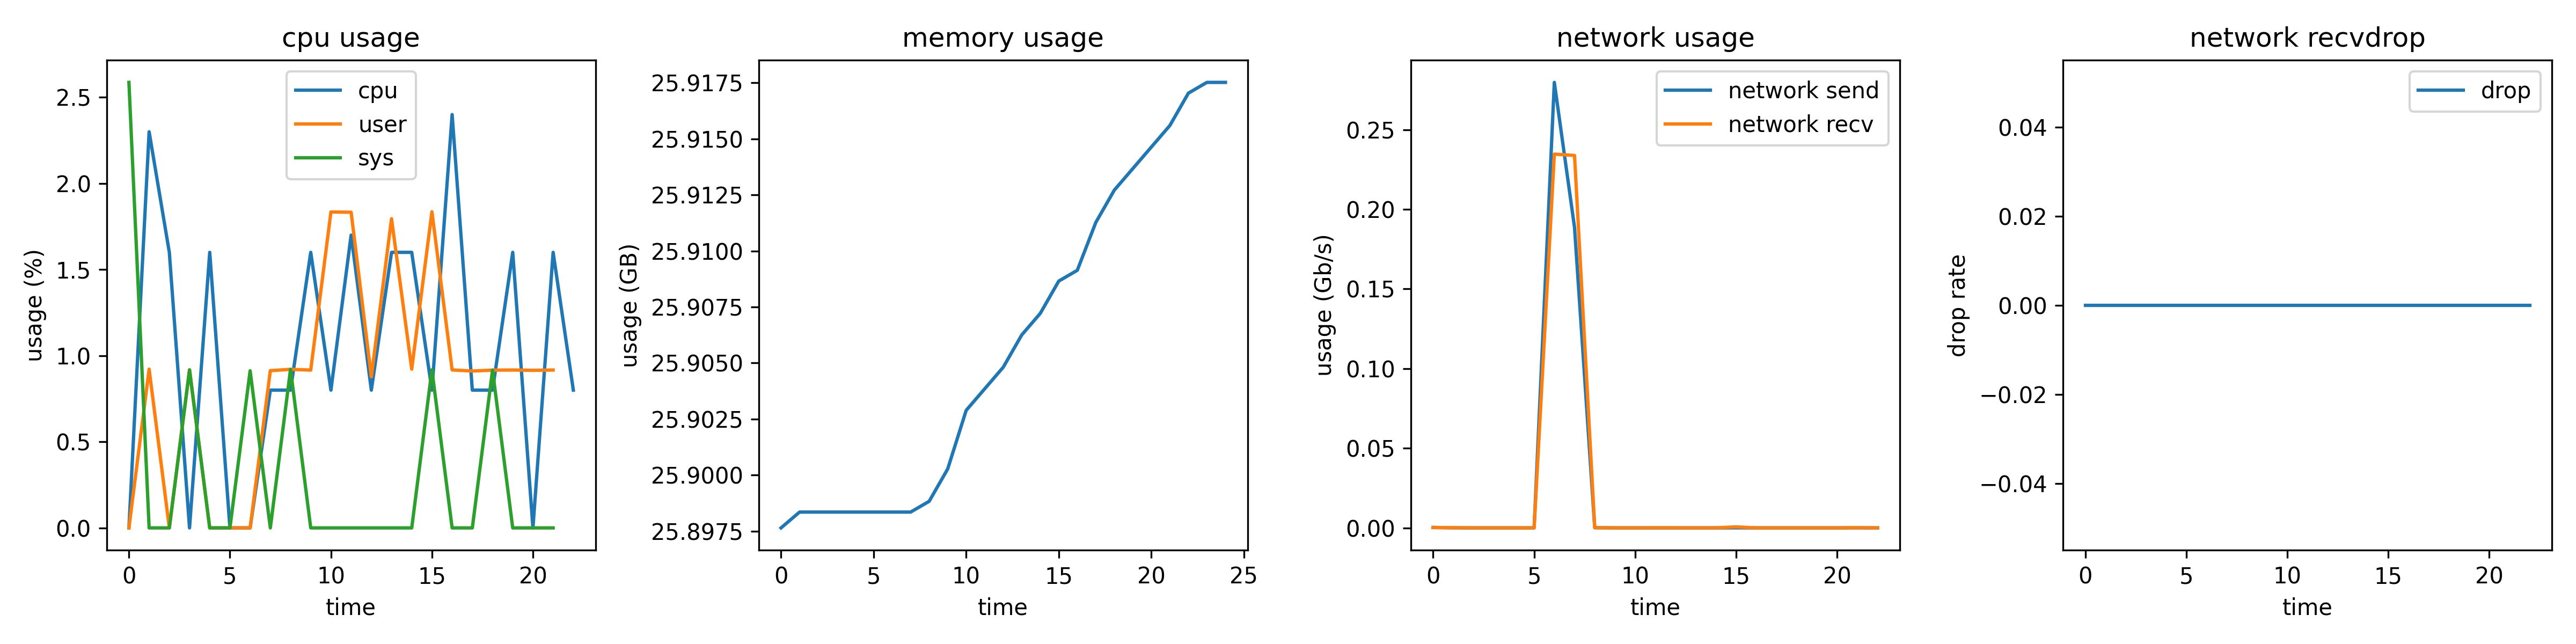 cpu usage
usage (%)
2.5
2.0
1.5
1.0
0.5
0.0
0 5 10 15 20
time
cpu
user
sys
memory usage
usage (GB)
25.9175
25.9150
25.9125
25.9100
25.9075
25.9050
25.9025
25.9000
25.8975
0 5 10 15 20 25
time
network usage
usage (Gb/s)
0.25
0.20
0.15
0.10
0.05
0.00
0 5 10 15 20
time
network send
network recv
network recvdrop
drop rate
0.04
0.02
0.00
−0.02
−0.04
0 5 10 15 20
time
drop